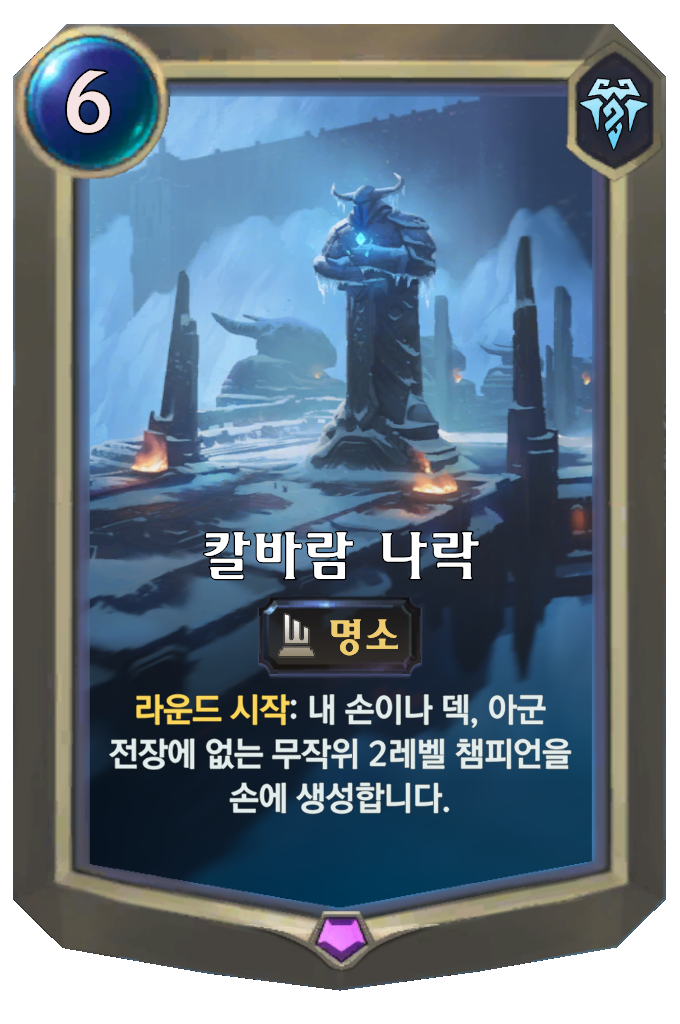 6
칼바람 나락
명소
라운드 시작: 내 손이나 덱, 아군
전장에 없는 무작위 2레벨 챔피언을
손에 생성합니다.